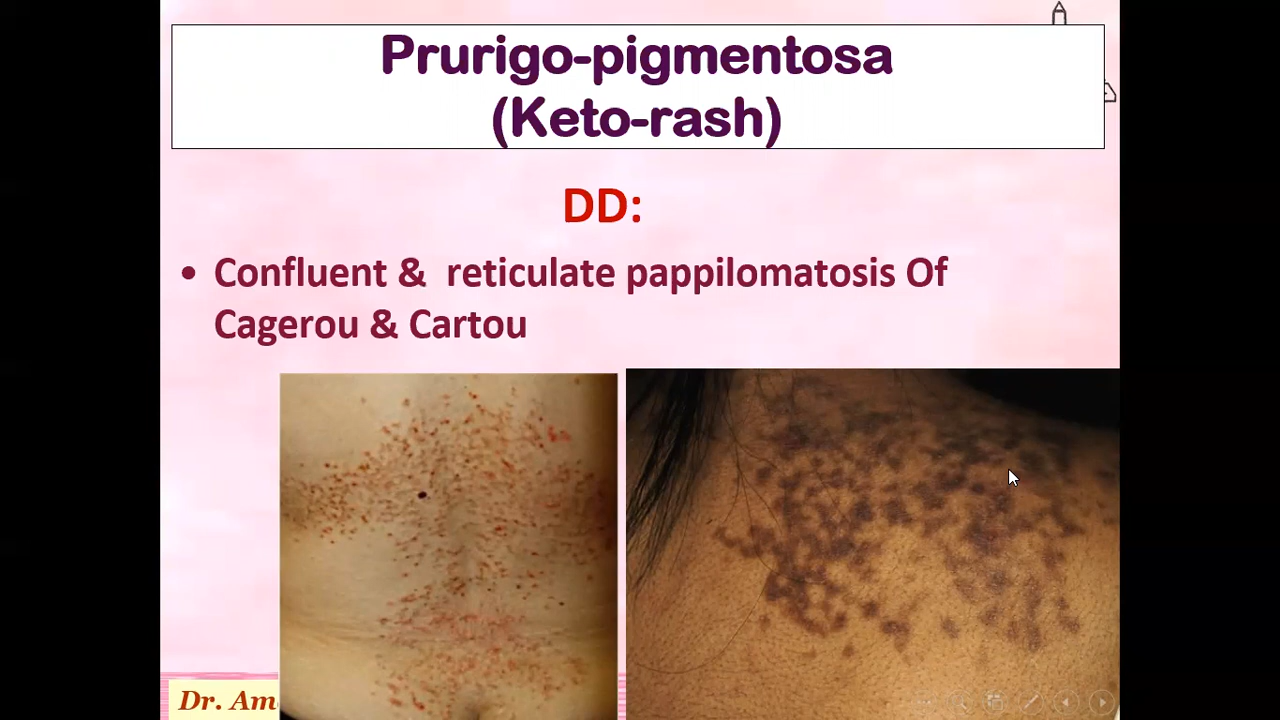 Prurigo-pigmentosa
(Keto-rash)
DD:
• Confluent & reticulate pappilomatosis Of
Cagerou & Cartou
Dr. Am